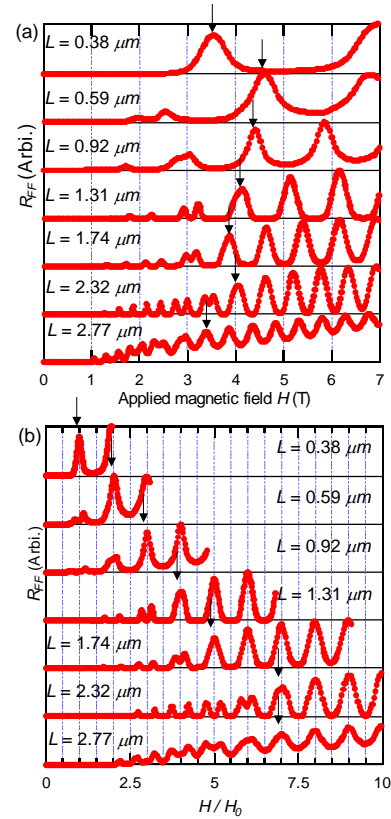 (a)
L = 0.38 μm
L = 0.59 μm
L = 0.92 μm
L = 1.31 μm
L = 1.74 μm
L = 2.32 μm
L = 2.77 μm
R_FF (Arbi.)
0 1 2 3 4 5 6 7
Applied magnetic field H (T)
(b)
L = 0.38 μm
L = 0.59 μm
L = 0.92 μm
L = 1.31 μm
L = 1.74 μm
L = 2.32 μm
L = 2.77 μm
R_FF (Arbi.)
0 2.5 5 7.5 10
H / H_0